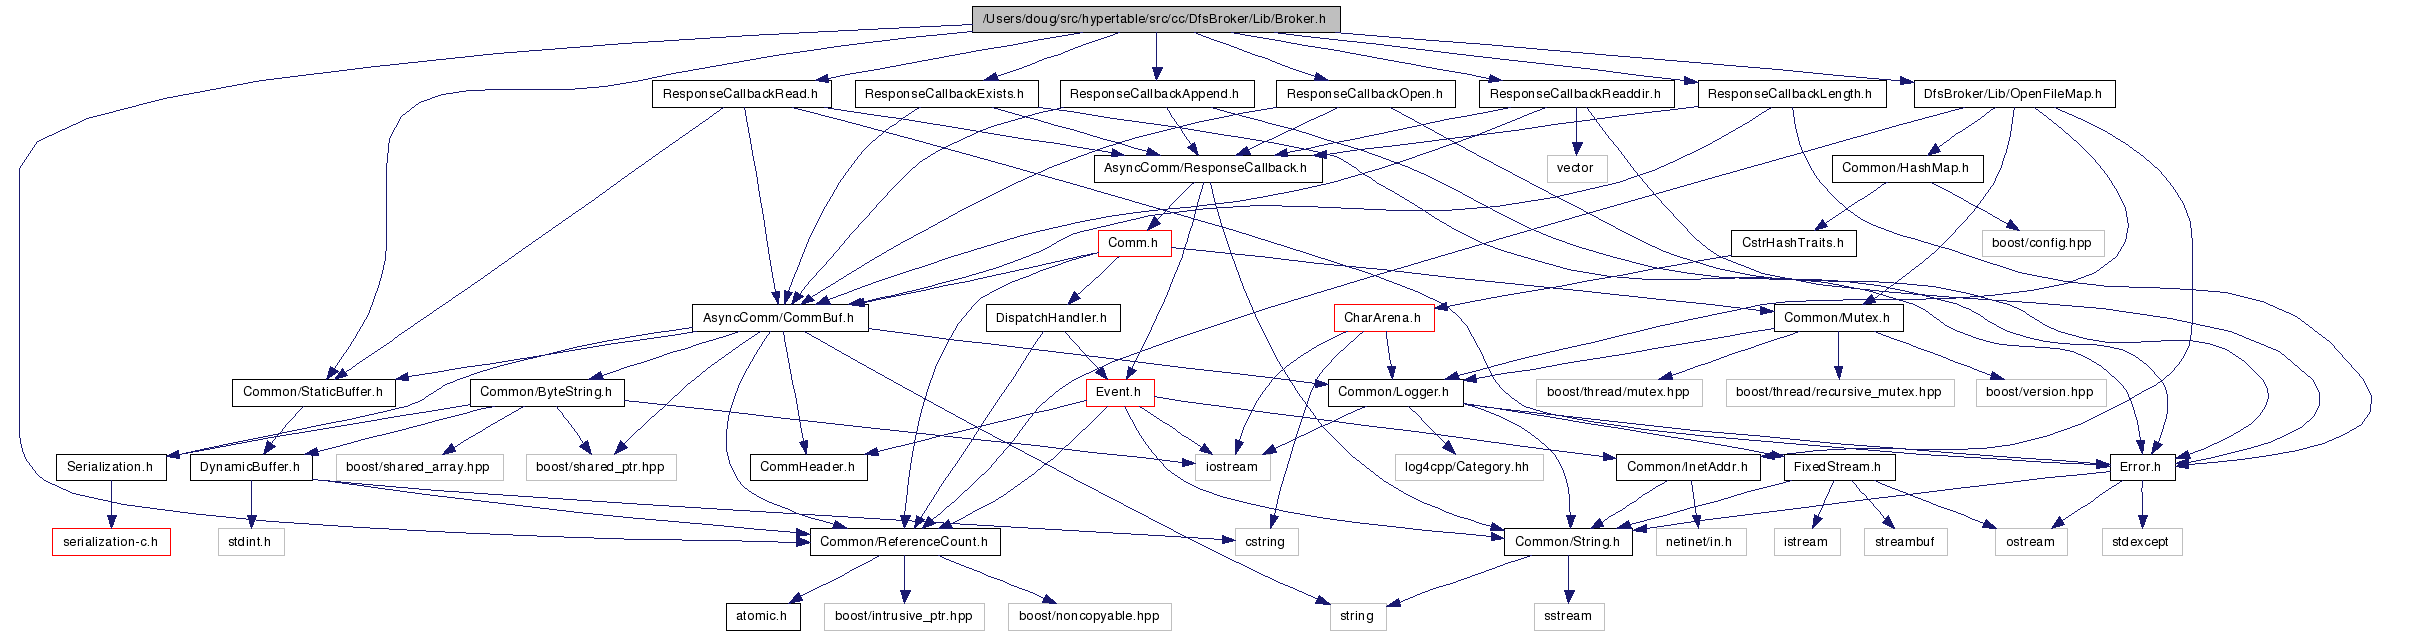 /Users/doug/src/hypertable/src/cc/DfsBroker/Lib/Broker.h
ResponseCallbackRead.h
ResponseCallbackExists.h
ResponseCallbackAppend.h
ResponseCallbackOpen.h
ResponseCallbackReaddir.h
ResponseCallbackLength.h
DfsBroker/Lib/OpenFileMap.h
AsyncComm/ResponseCallback.h
vector
Common/HashMap.h
Comm.h
CstrHashTraits.h
boost/config.hpp
AsyncComm/CommBuf.h
DispatchHandler.h
CharArena.h
Common/Mutex.h
Common/StaticBuffer.h
Common/ByteString.h
Event.h
Common/Logger.h
boost/thread/mutex.hpp
boost/thread/recursive_mutex.hpp
boost/version.hpp
Serialization.h
DynamicBuffer.h
boost/shared_array.hpp
boost/shared_ptr.hpp
CommHeader.h
iostream
log4cpp/Category.hh
Common/InetAddr.h
FixedStream.h
Error.h
serialization-c.h
stdint.h
Common/ReferenceCount.h
cstring
Common/String.h
netinet/in.h
istream
streambuf
ostream
stdexcept
atomic.h
boost/intrusive_ptr.hpp
boost/noncopyable.hpp
string
sstream